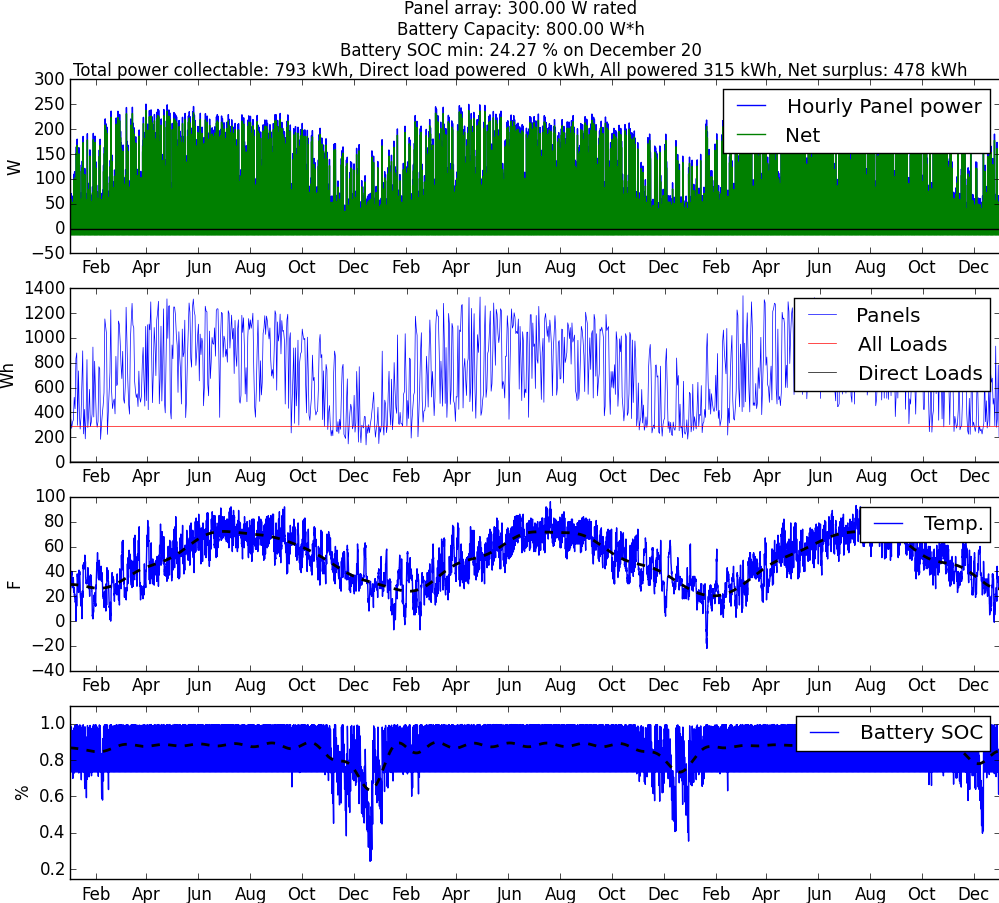 Panel array: 300.00 W rated
Battery Capacity: 800.00 W*h
Battery SOC min: 24.27 % on December 20
Total power collectable: 793 kWh, Direct load powered  0 kWh, All powered 315 kWh, Net surplus: 478 kWh
300
250
200
150
100
50
0
−50
W
Hourly Panel power
Net
Feb Apr Jun Aug Oct Dec Feb Apr Jun Aug Oct Dec Feb Apr Jun Aug Oct Dec
1400
1200
1000
800
600
400
200
0
Wh
Panels
All Loads
Direct Loads
Feb Apr Jun Aug Oct Dec Feb Apr Jun Aug Oct Dec Feb Apr Jun Aug Oct Dec
100
80
60
40
20
0
−20
−40
F
Temp.
Feb Apr Jun Aug Oct Dec Feb Apr Jun Aug Oct Dec Feb Apr Jun Aug Oct Dec
1.0
0.8
0.6
0.4
0.2
%
Battery SOC
Feb Apr Jun Aug Oct Dec Feb Apr Jun Aug Oct Dec Feb Apr Jun Aug Oct Dec